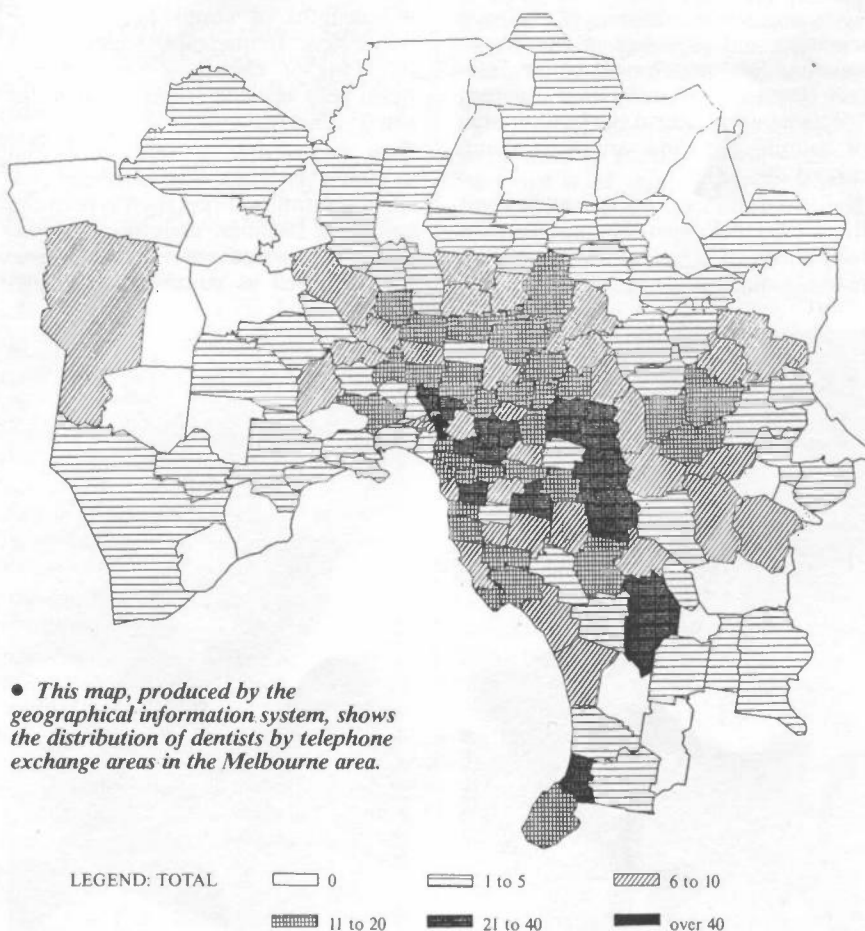 • This map, produced by the
geographical information system, shows
the distribution of dentists by telephone
exchange areas in the Melbourne area.
LEGEND: TOTAL 0 1 to 5 6 to 10
11 to 20 21 to 40 over 40